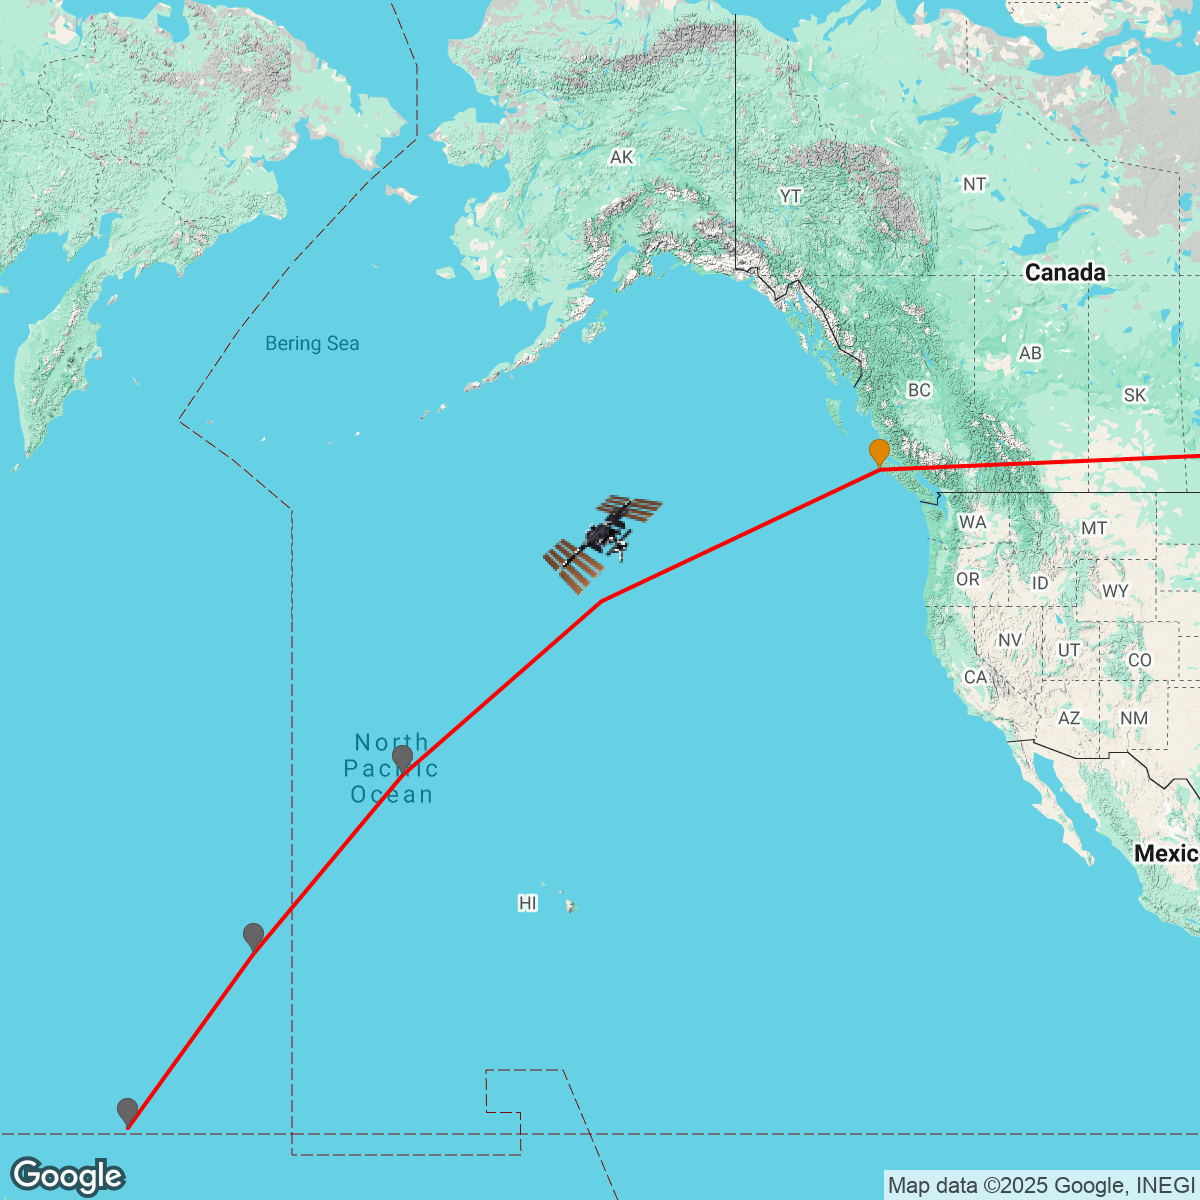 AK
NT
YT
Canada
Bering Sea
AB
BC
SK
WA
MT
OR
ID
WY
NV
UT
CO
CA
AZ
NM
North
Pacific
Ocean
Mexic
HI
Google
Map data ©2025 Google, INEGI